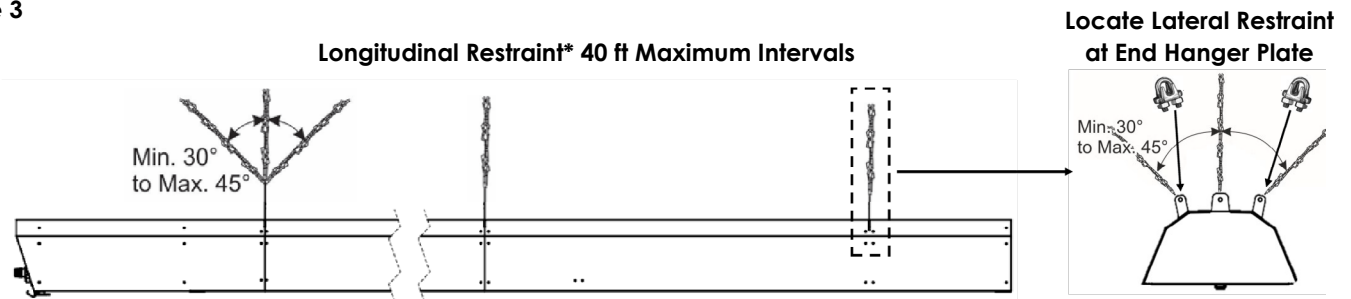 3
Locate Lateral Restraint
at End Hanger Plate
Longitudinal Restraint* 40 ft Maximum Intervals
Min. 30°
to Max. 45°
Min. 30°
to Max. 45°